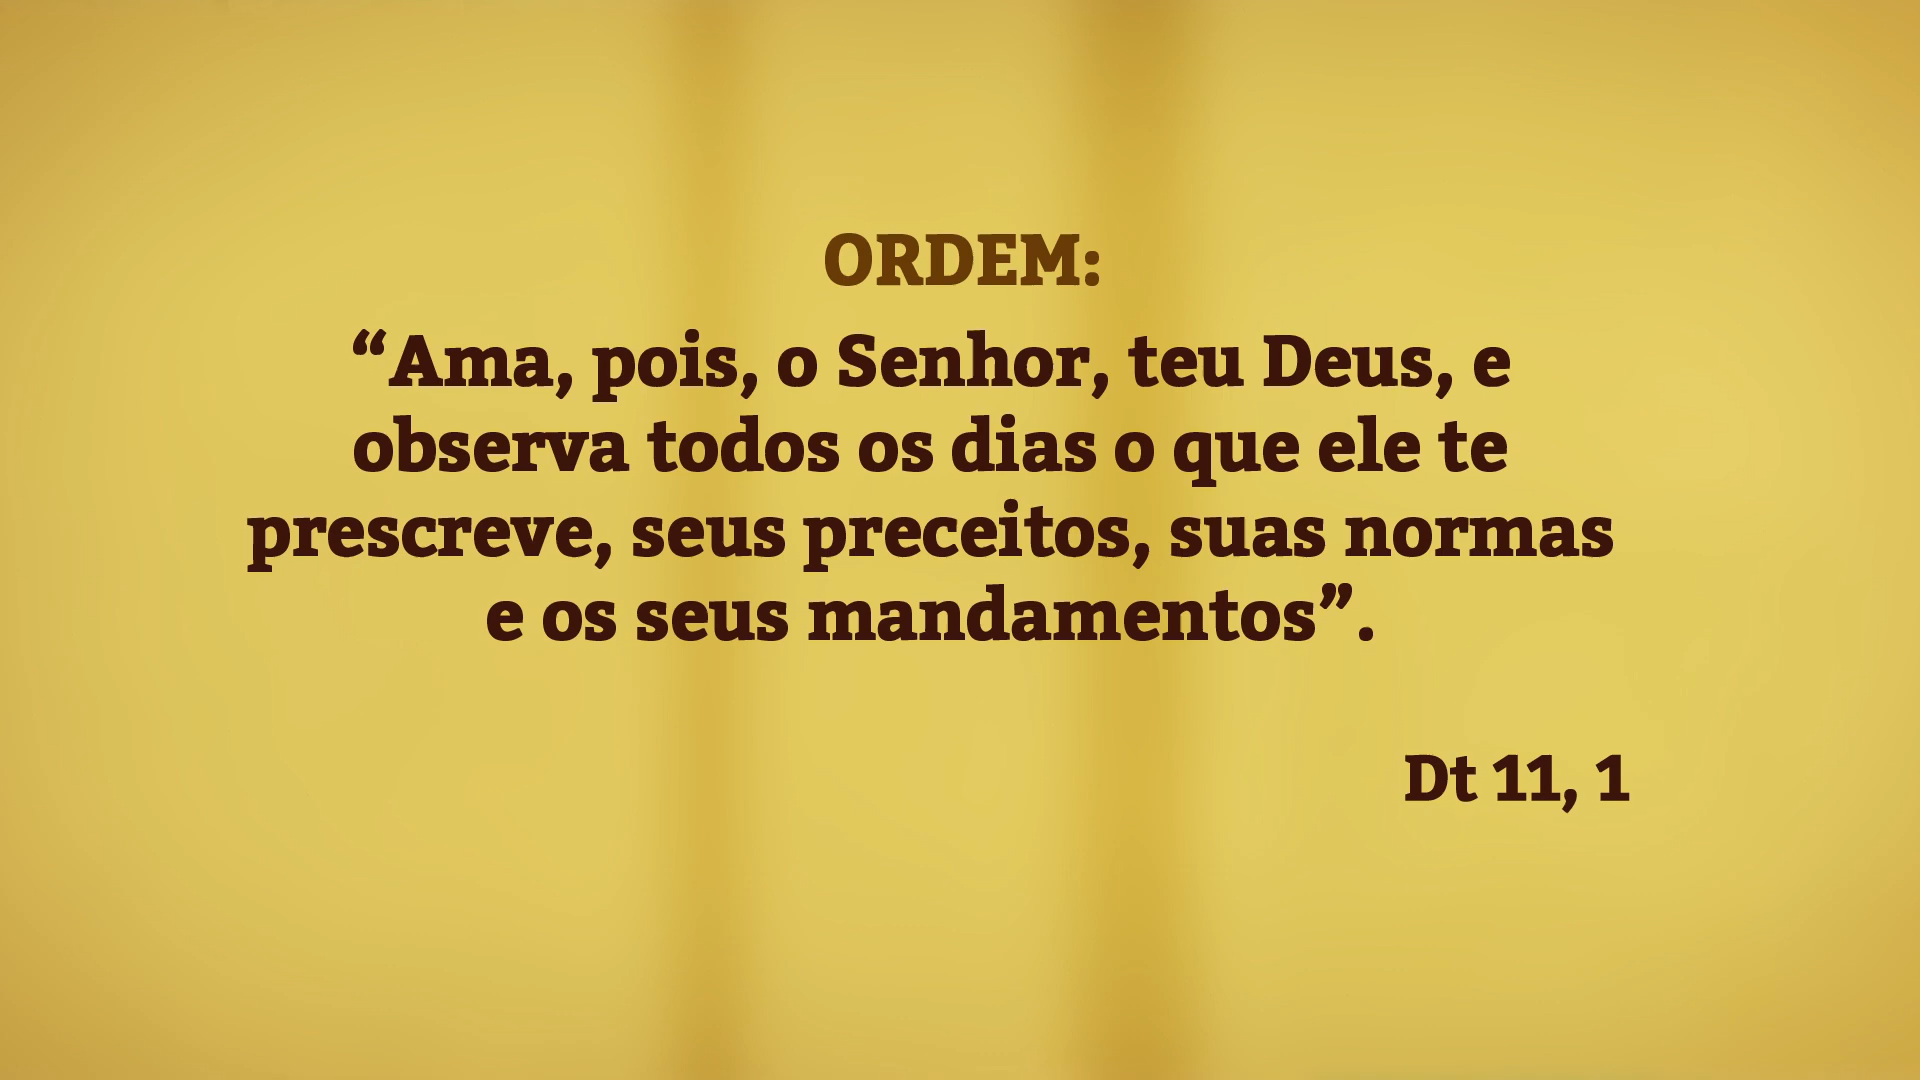 ORDEM:
“Ama, pois, o Senhor, teu Deus, e
observa todos os dias o que ele te
prescreve, seus preceitos, suas normas
e os seus mandamentos”.
Dt 11, 1